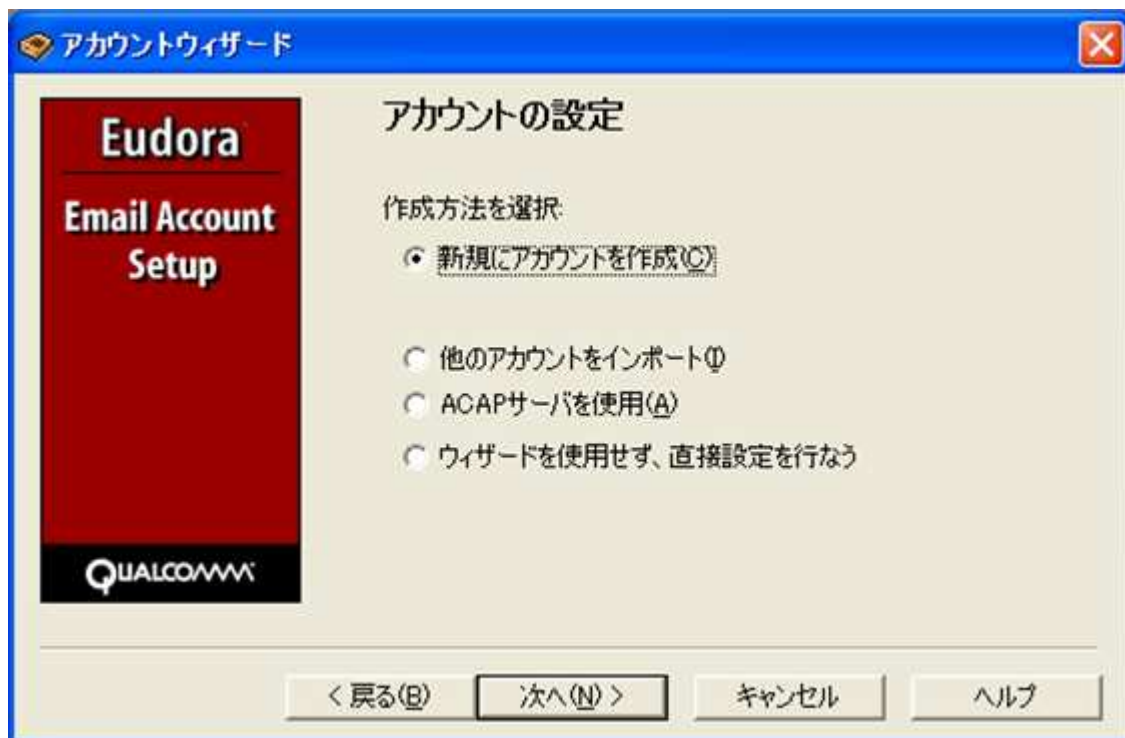 アカウントウィザード
Eudora
Email Account
Setup
QUALCOMM
アカウントの設定
作成方法を選択:
新規にアカウントを作成(C)
他のアカウントをインポート(I)
ACAPサーバを使用(A)
ウィザードを使用せず、直接設定を行なう
< 戻る(B)
次へ(N) >
キャンセル
ヘルプ